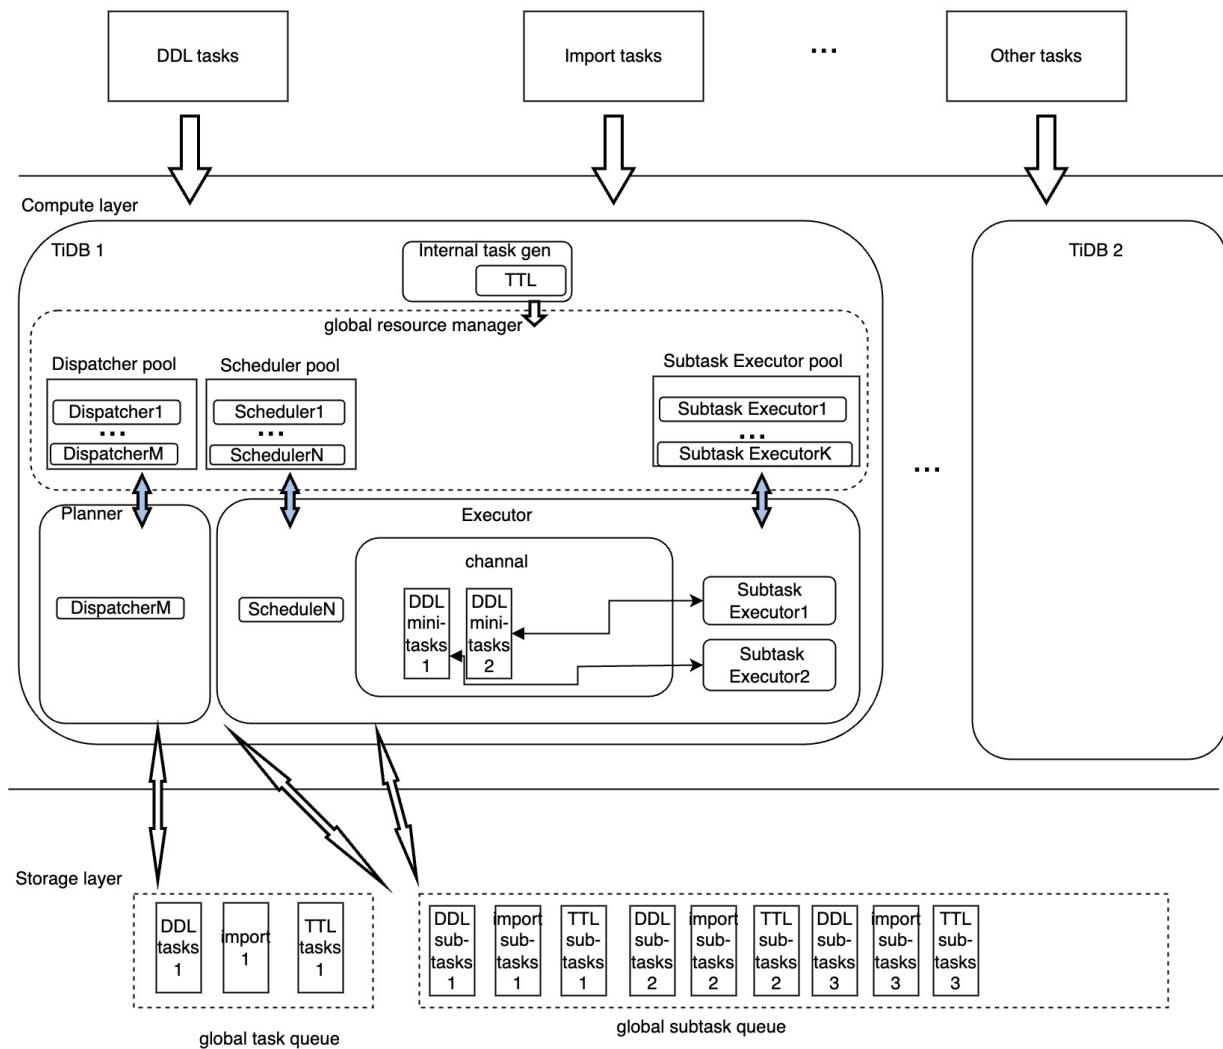 DDL tasks
Import tasks
...
Other tasks
Compute layer
TiDB 1
TiDB 2
Internal task gen
TTL
global resource manager
Dispatcher pool
Scheduler pool
Subtask Executor pool
Dispatcher1
...
DispatcherM
Scheduler1
...
SchedulerN
Subtask Executor1
...
Subtask ExecutorK
...
Planner
Executor
DispatcherM
ScheduleN
channal
DDL
mini-
tasks
1
DDL
mini-
tasks
2
Subtask
Executor1
Subtask
Executor2
Storage layer
DDL
tasks
1
import
1
TTL
tasks
1
global task queue
DDL
sub-
tasks
1
import
sub-
tasks
1
TTL
sub-
tasks
1
DDL
sub-
tasks
2
import
sub-
tasks
2
TTL
sub-
tasks
2
DDL
sub-
tasks
3
import
sub-
tasks
3
TTL
sub-
tasks
3
global subtask queue